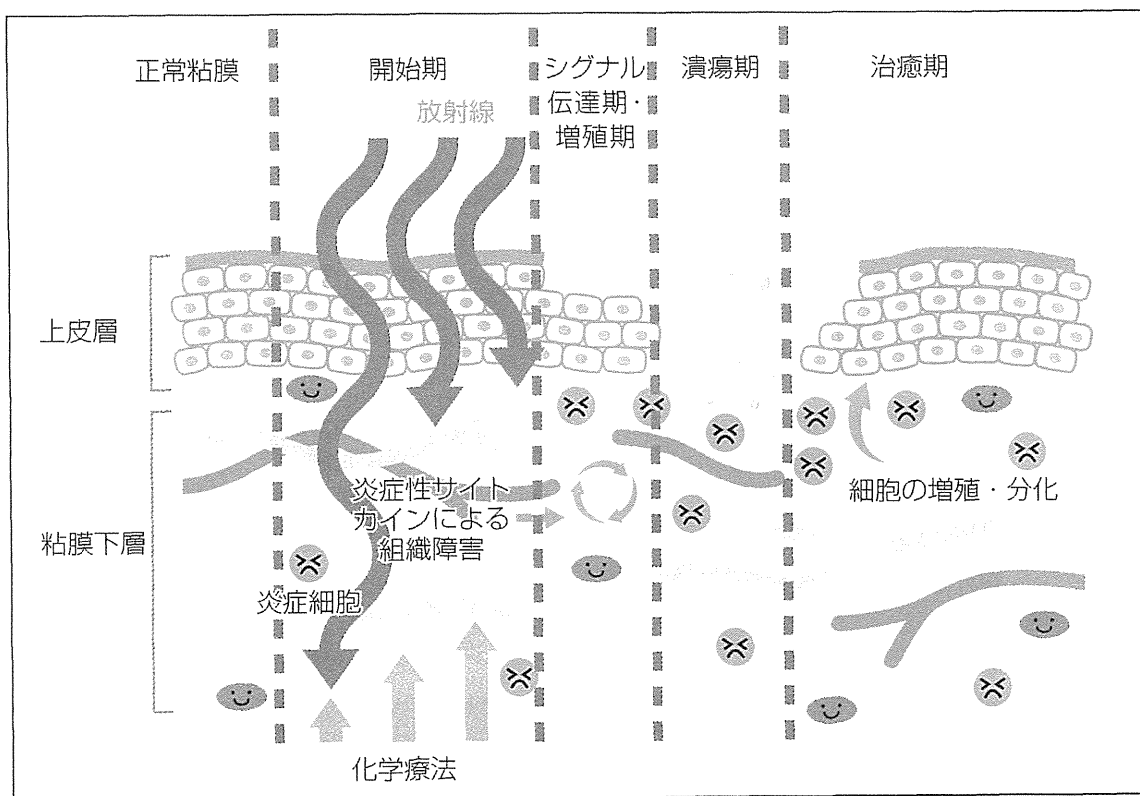 正常粘膜
開始期
シグナル
伝達期・
増殖期
潰瘍期
治癒期
放射線
上皮層
粘膜下層
炎症性サイト
カインによる
組織障害
炎症細胞
細胞の増殖・分化
化学療法